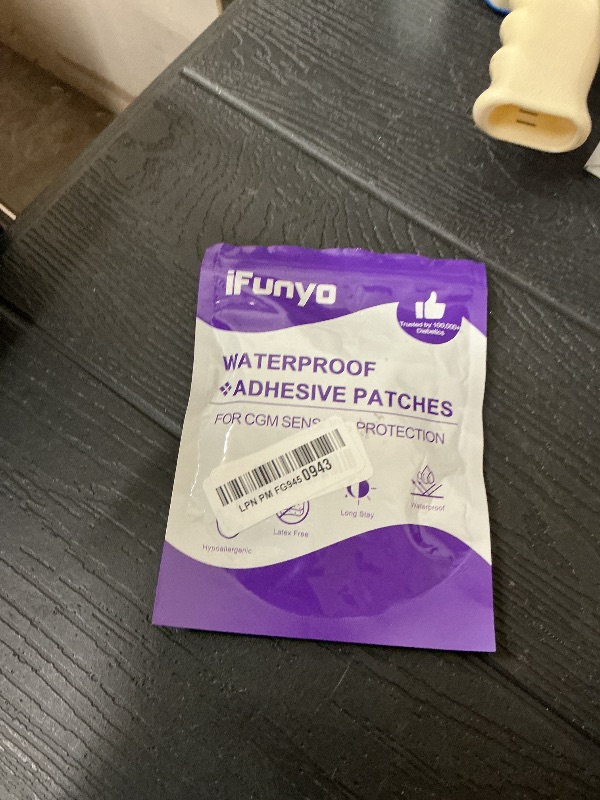 iFunyo
Trusted by 100,000+
Diabetics
WATERPROOF
❖ADHESIVE PATCHES
FOR CGM SENS PROTECTION
LPN PM FG945 0943
Hypoallergenic
Latex Free
Long Stay
Waterproof